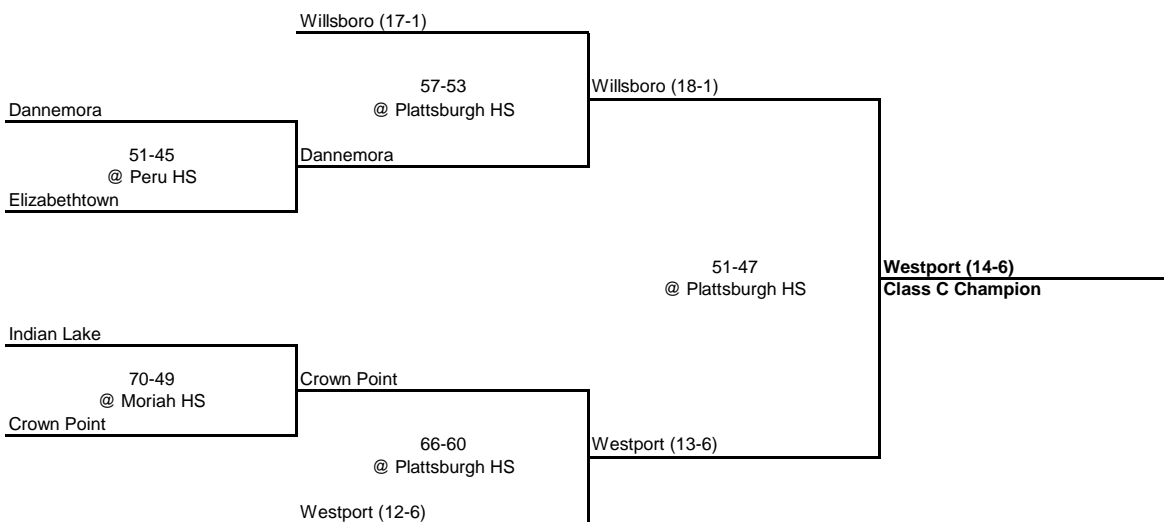 Willsboro (17-1)
57-53
@ Plattsburgh HS
Willsboro (18-1)
Dannemora
51-45
@ Peru HS
Dannemora
Elizabethtown
51-47
@ Plattsburgh HS
Westport (14-6)
Class C Champion
Indian Lake
70-49
@ Moriah HS
Crown Point
Crown Point
66-60
@ Plattsburgh HS
Westport (13-6)
Westport (12-6)